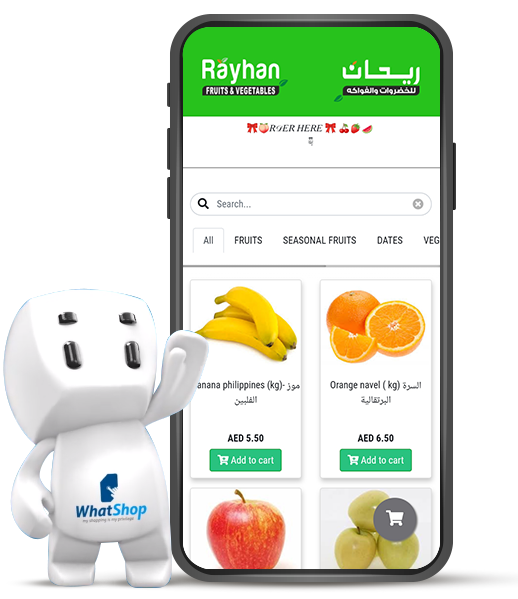 Rayhan
FRUITS & VEGETABLES
ريحان
للخضروات والفواكه
HERE
Search...
All
FRUITS
SEASONAL FRUITS
DATES
VEG
anana philippines (kg)- موز
الفلبين
AED 5.50
Add to cart
Orange navel ( kg) السرة
البرتقالية
AED 6.50
Add to cart
WhatShop
my shopping is my privilege